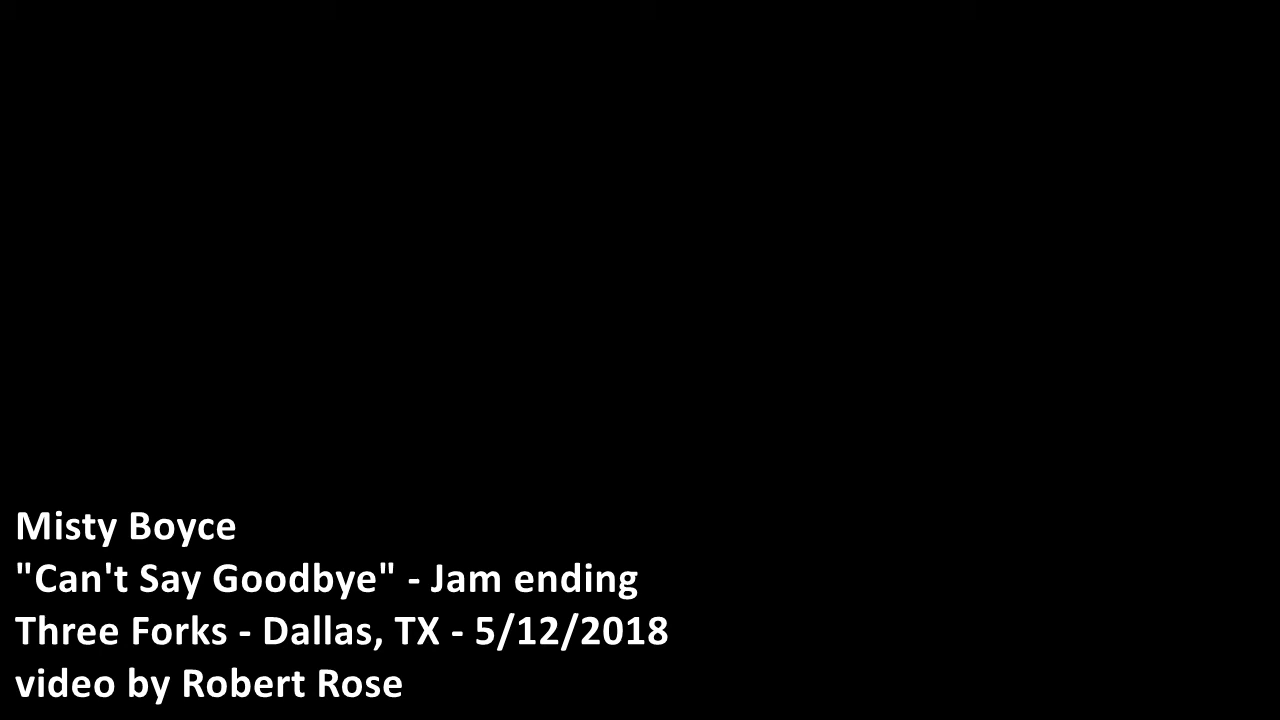 Misty Boyce
"Can't Say Goodbye" - Jam ending
Three Forks - Dallas, TX - 5/12/2018
video by Robert Rose